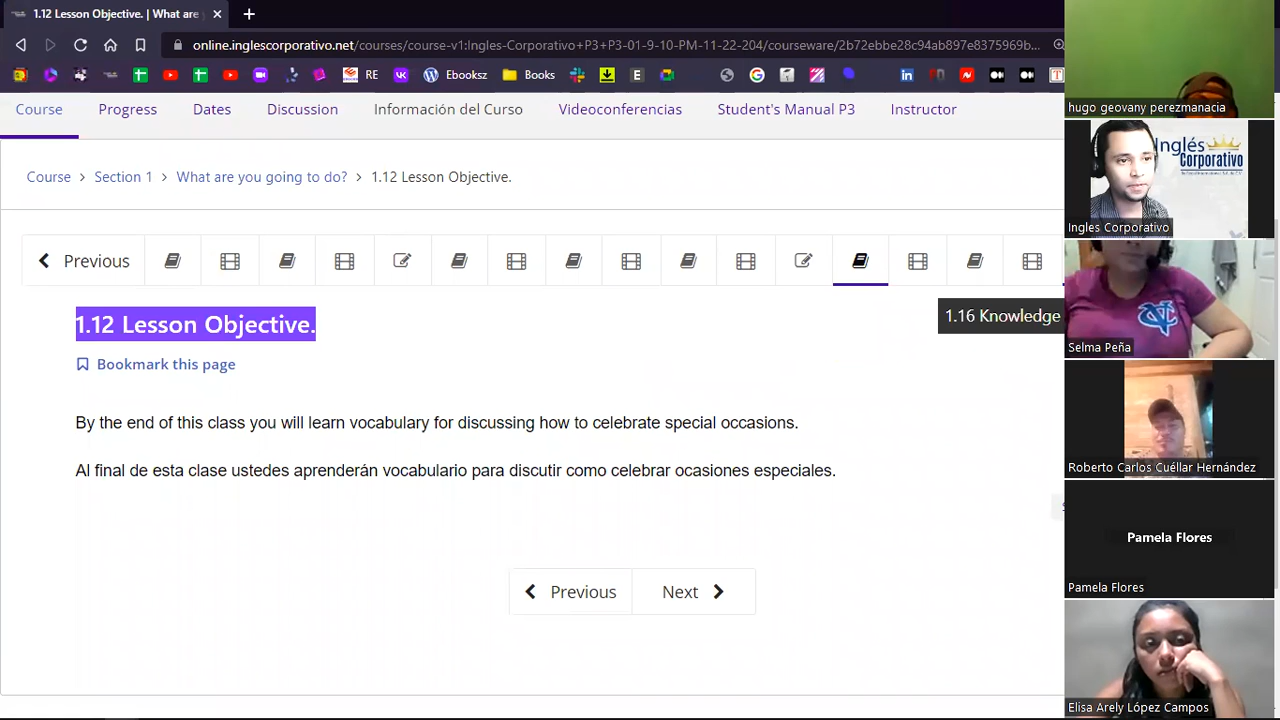 1.12 Lesson Objective. | What are y
online.inglescorporativo.net/courses/course-v1:Ingles-Corporativo+P3+P3-01-9-10-PM-11-22-204/courseware/2b72ebbe28c94ab897e8375969b...
RE
Ebooksz
Books
Course
Progress
Dates
Discussion
Información del Curso
Videoconferencias
Student's Manual P3
Instructor
Course > Section 1 > What are you going to do? > 1.12 Lesson Objective.
Previous
1.16 Knowledge
1.12 Lesson Objective.
Bookmark this page
By the end of this class you will learn vocabulary for discussing how to celebrate special occasions.
Al final de esta clase ustedes aprenderán vocabulario para discutir como celebrar ocasiones especiales.
Previous
Next
hugo geovany perezmanacia
Inglés
Corporativo
Ingles Corporativo
Selma Peña
Roberto Carlos Cuéllar Hernández
Pamela Flores
Pamela Flores
Elisa Arely López Campos